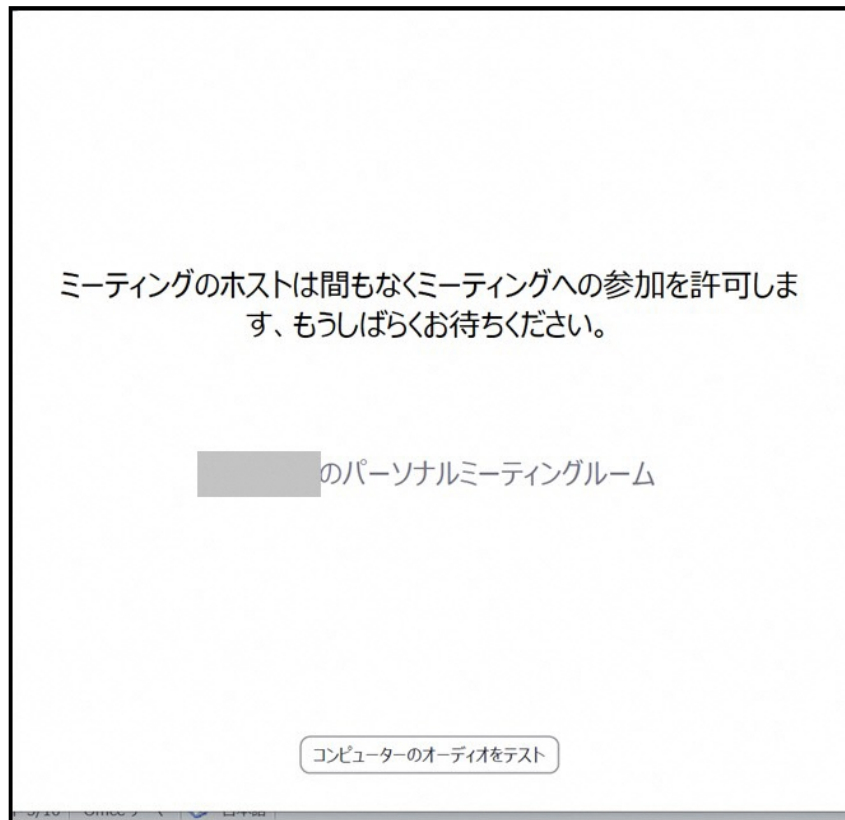 ミーティングのホストは間もなくミーティングへの参加を許可しま
す、もうしばらくお待ちください。
のパーソナルミーティングルーム
コンピューターのオーディオをテスト